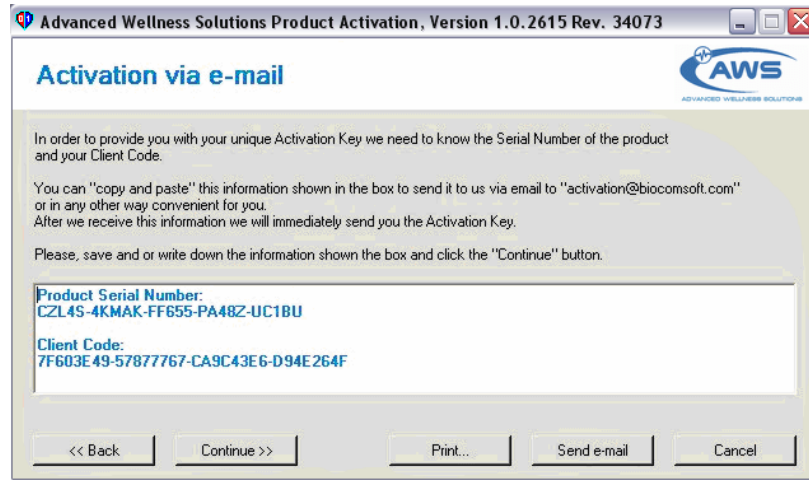 Advanced Wellness Solutions Product Activation, Version 1.0.2615 Rev. 34073
Activation via e-mail
AWS
ADVANCED WELLNESS SOLUTIONS
In order to provide you with your unique Activation Key we need to know the Serial Number of the product
and your Client Code.
You can "copy and paste" this information shown in the box to send it to us via email to "activation@biocomsoft.com"
or in any other way convenient for you.
After we receive this information we will immediately send you the Activation Key.
Please, save and or write down the information shown the box and click the "Continue" button.
Product Serial Number:
CZL4S-4KMAK-FF655-PA48Z-UC1BU
Client Code:
7F603E49-57877767-CA9C43E6-D94E264F
<< Back
Continue >>
Print...
Send e-mail
Cancel